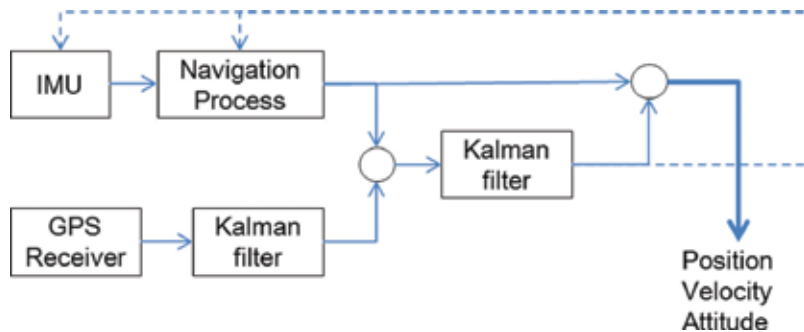 IMU
Navigation
Process
Kalman
filter
GPS
Receiver
Kalman
filter
Position
Velocity
Attitude